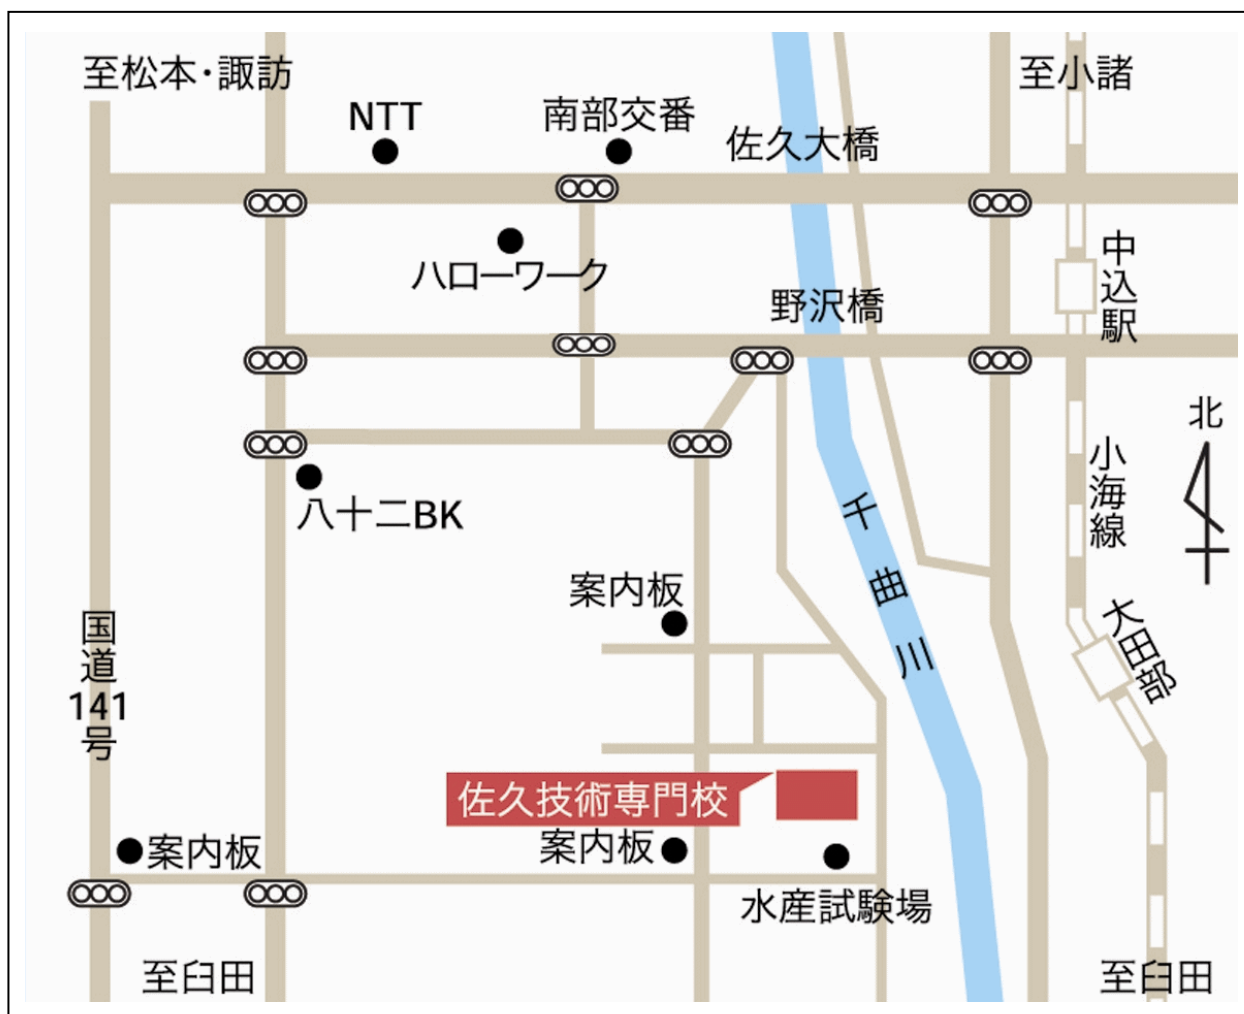 至松本・諏訪
至小諸
NTT
南部交番
佐久大橋
ハローワーク
中込駅
野沢橋
北
小海線
八十二BK
千曲川
案内板
大田部
国道
141
号
佐久技術専門校
案内板
案内板
水産試験場
至臼田
至臼田